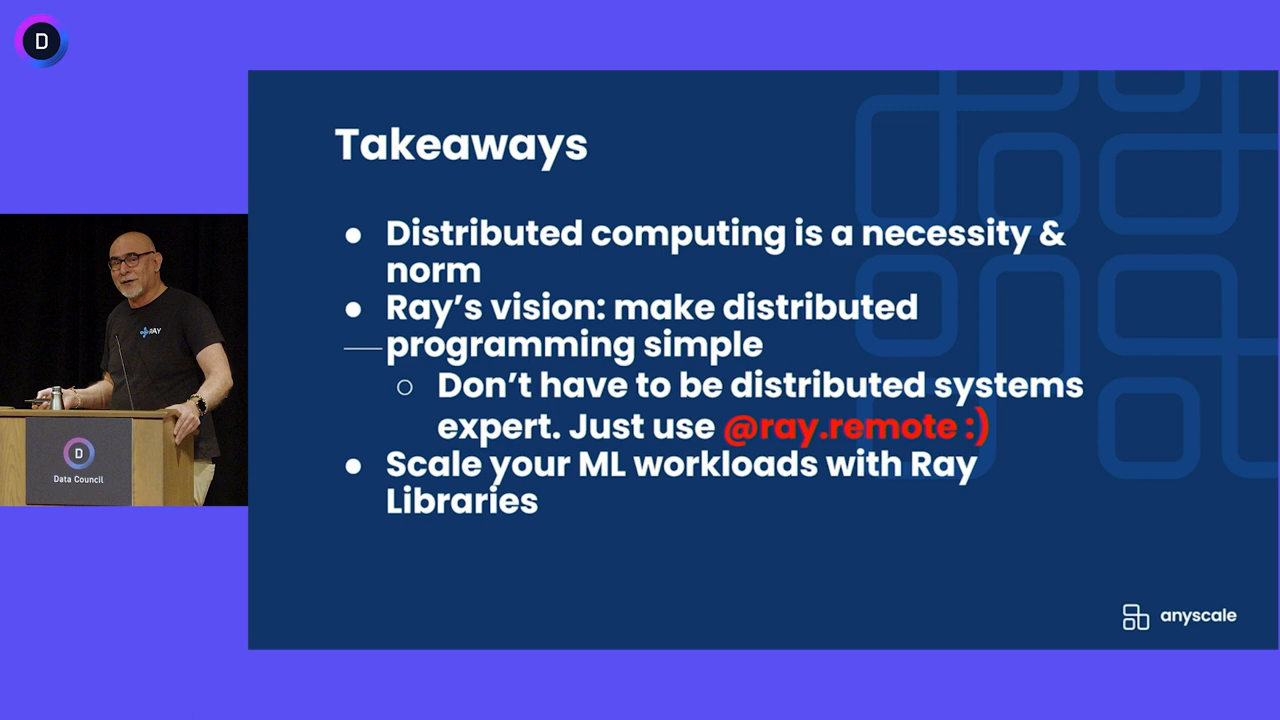 D
Takeaways
● Distributed computing is a necessity &
norm
● Ray’s vision: make distributed
programming simple
○ Don’t have to be distributed systems
expert. Just use @ray.remote :)
● Scale your ML workloads with Ray
Libraries
RAY
D
Data Council
anyscale